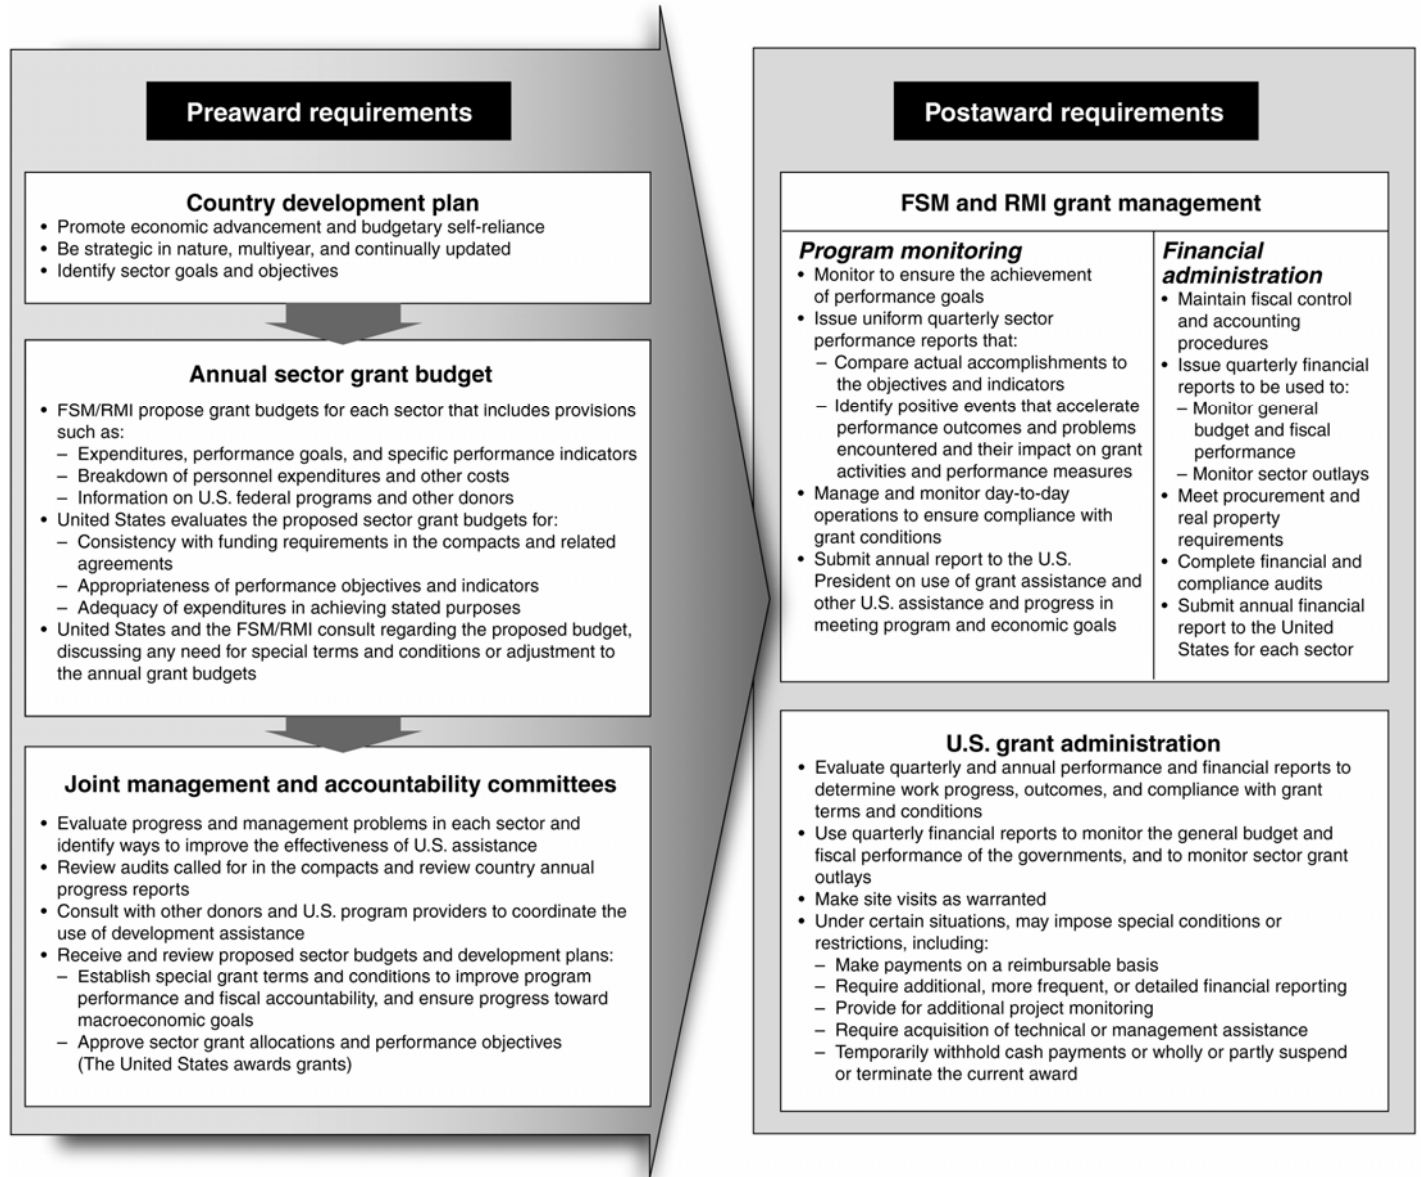 Preaward requirements
Country development plan
• Promote economic advancement and budgetary self-reliance
• Be strategic in nature, multiyear, and continually updated
• Identify sector goals and objectives
Annual sector grant budget
• FSM/RMI propose grant budgets for each sector that includes provisions
such as:
– Expenditures, performance goals, and specific performance indicators
– Breakdown of personnel expenditures and other costs
– Information on U.S. federal programs and other donors
• United States evaluates the proposed sector grant budgets for:
– Consistency with funding requirements in the compacts and related
agreements
– Appropriateness of performance objectives and indicators
– Adequacy of expenditures in achieving stated purposes
• United States and the FSM/RMI consult regarding the proposed budget,
discussing any need for special terms and conditions or adjustment to
the annual grant budgets
Joint management and accountability committees
• Evaluate progress and management problems in each sector and
identify ways to improve the effectiveness of U.S. assistance
• Review audits called for in the compacts and review country annual
progress reports
• Consult with other donors and U.S. program providers to coordinate the
use of development assistance
• Receive and review proposed sector budgets and development plans:
– Establish special grant terms and conditions to improve program
performance and fiscal accountability, and ensure progress toward
macroeconomic goals
– Approve sector grant allocations and performance objectives
(The United States awards grants)
Postaward requirements
FSM and RMI grant management
Program monitoring
• Monitor to ensure the achievement
of performance goals
• Issue uniform quarterly sector
performance reports that:
– Compare actual accomplishments to
the objectives and indicators
– Identify positive events that accelerate
performance outcomes and problems
encountered and their impact on grant
activities and performance measures
• Manage and monitor day-to-day
operations to ensure compliance with
grant conditions
• Submit annual report to the U.S.
President on use of grant assistance and
other U.S. assistance and progress in
meeting program and economic goals
Financial
administration
• Maintain fiscal control
and accounting
procedures
• Issue quarterly financial
reports to be used to:
– Monitor general
budget and fiscal
performance
– Monitor sector outlays
• Meet procurement and
real property
requirements
• Complete financial and
compliance audits
• Submit annual financial
report to the United
States for each sector
U.S. grant administration
• Evaluate quarterly and annual performance and financial reports to
determine work progress, outcomes, and compliance with grant
terms and conditions
• Use quarterly financial reports to monitor the general budget and
fiscal performance of the governments, and to monitor sector grant
outlays
• Make site visits as warranted
• Under certain situations, may impose special conditions or
restrictions, including:
– Make payments on a reimbursable basis
– Require additional, more frequent, or detailed financial reporting
– Provide for additional project monitoring
– Require acquisition of technical or management assistance
– Temporarily withhold cash payments or wholly or partly suspend
or terminate the current award